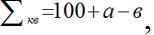 ∑ кв =100+а−в,